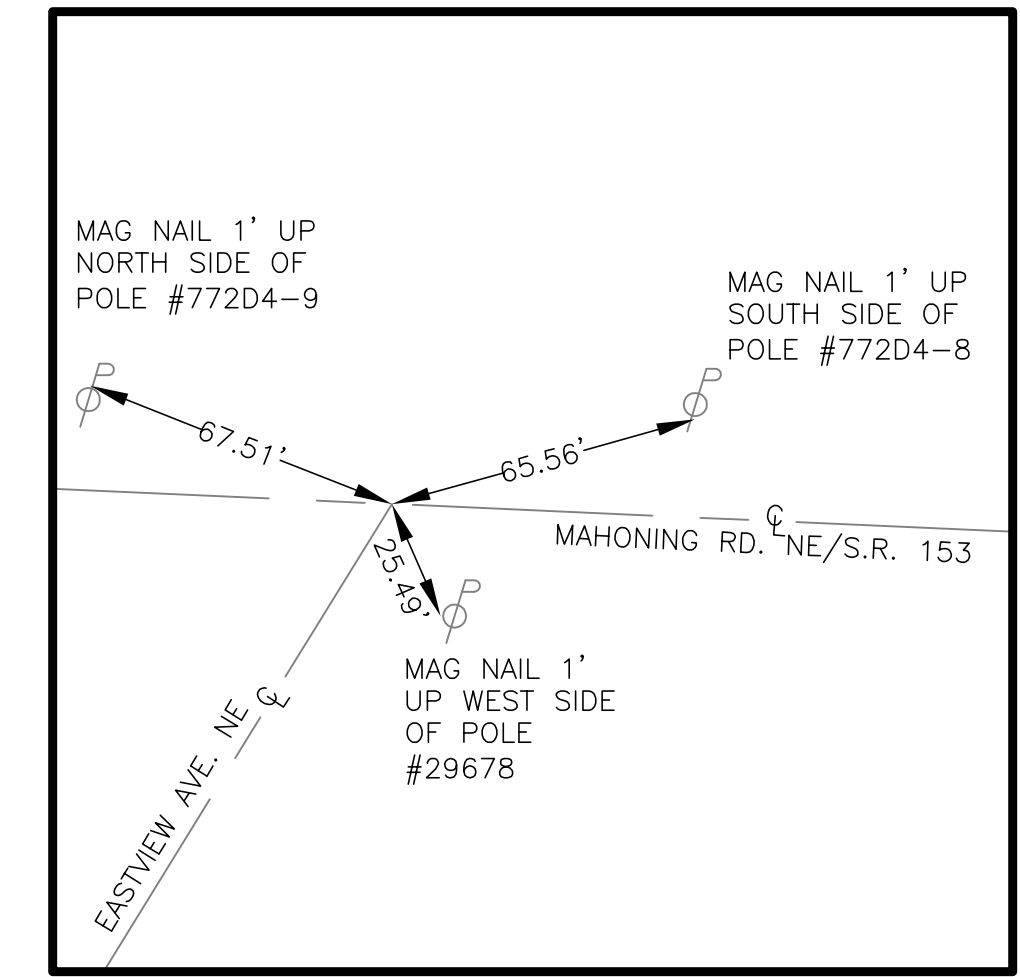 MAG NAIL 1' UP
NORTH SIDE OF
POLE #772D4-9
MAG NAIL 1' UP
SOUTH SIDE OF
POLE #772D4-8
67.51'
65.56'
℄
MAHONING RD. NE/S.R. 153
25.49'
MAG NAIL 1'
UP WEST SIDE
OF POLE
#29678
EASTVIEW AVE. NE ℄